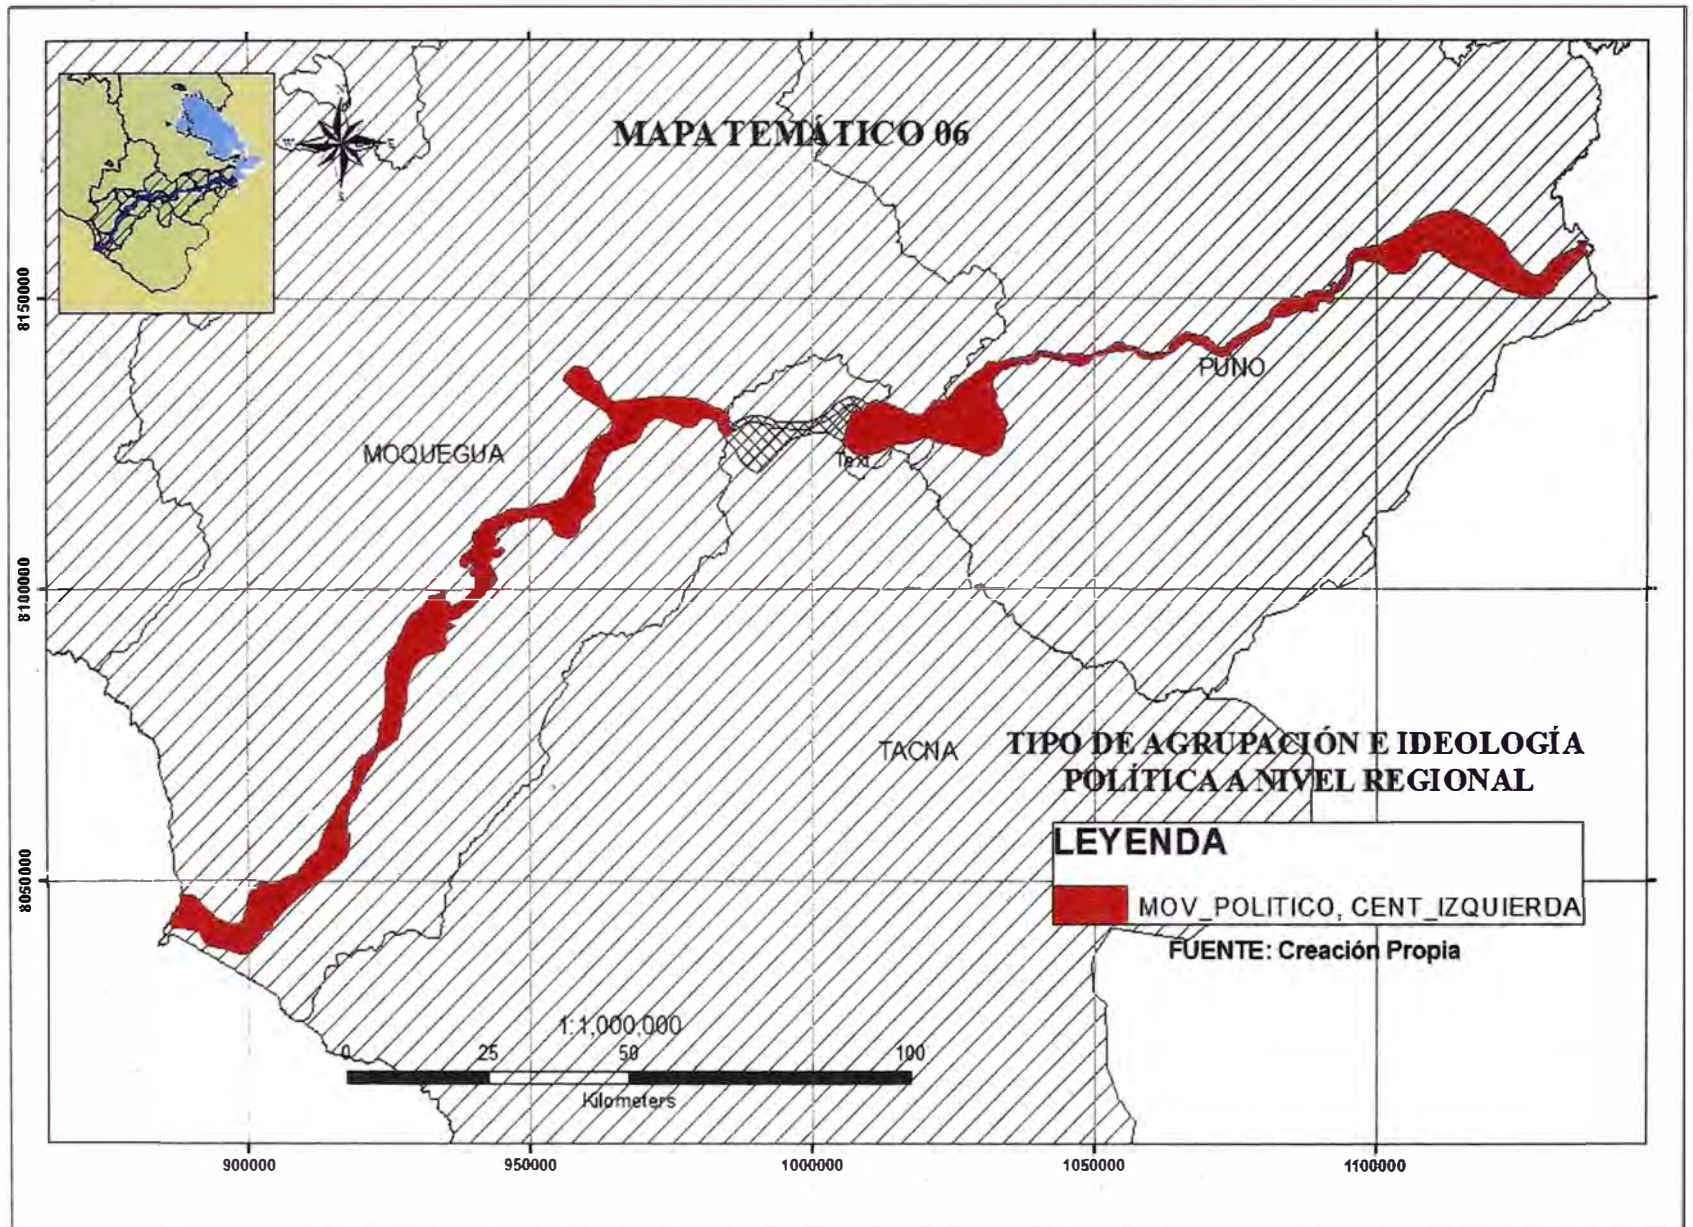 MAPA TEMÁTICO 06
N
W
E
S
8150000
PUNO
MOQUEGUA
Text
8100000
TACNA
TIPO DE AGRUPACIÓN E IDEOLOGÍA
POLÍTICA A NIVEL REGIONAL
LEYENDA
MOV_POLITICO, CENT_IZQUIERDA
8050000
FUENTE: Creación Propia
1:1,000,000
0 25 50 100
Kilometers
900000 950000 1000000 1050000 1100000